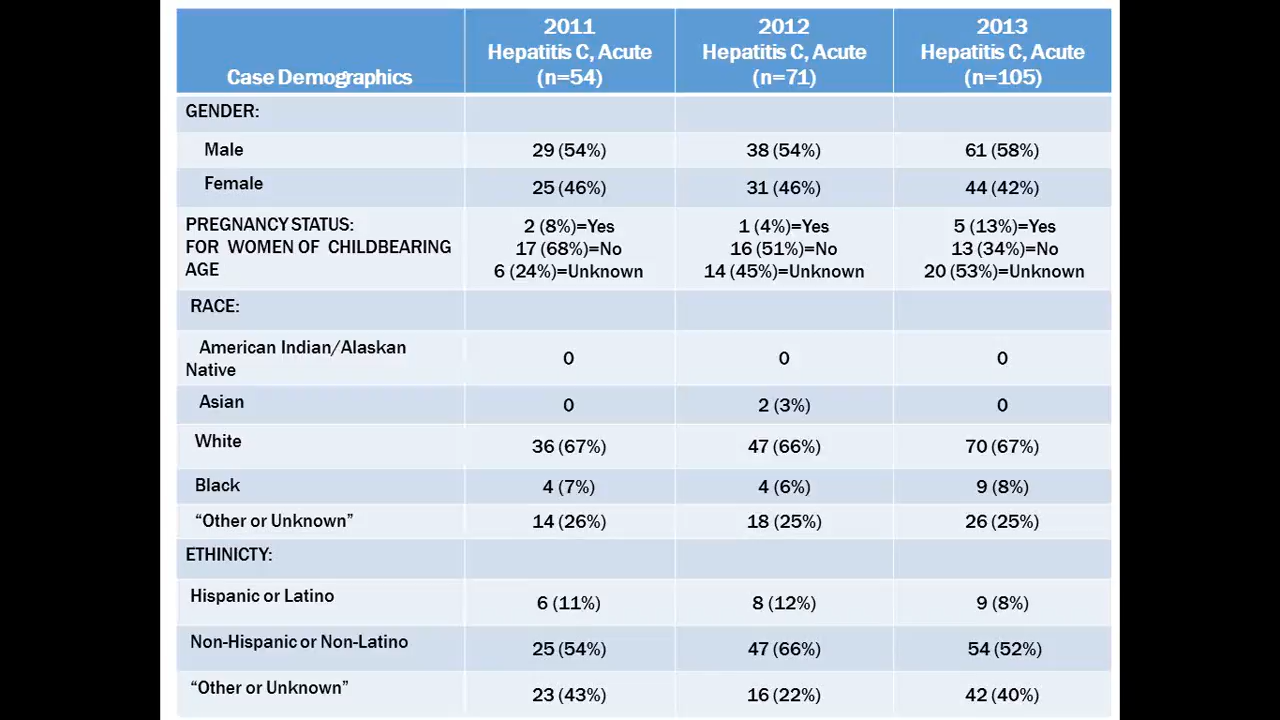 Case Demographics
2011
Hepatitis C, Acute
(n=54)
2012
Hepatitis C, Acute
(n=71)
2013
Hepatitis C, Acute
(n=105)
GENDER:
Male 29 (54%) 38 (54%) 61 (58%)
Female 25 (46%) 31 (46%) 44 (42%)
PREGNANCY STATUS:
FOR WOMEN OF CHILDBEARING
AGE
2 (8%)=Yes
17 (68%)=No
6 (24%)=Unknown
1 (4%)=Yes
16 (51%)=No
14 (45%)=Unknown
5 (13%)=Yes
13 (34%)=No
20 (53%)=Unknown
RACE:
American Indian/Alaskan
Native
0 0 0
Asian 0 2 (3%) 0
White 36 (67%) 47 (66%) 70 (67%)
Black 4 (7%) 4 (6%) 9 (8%)
“Other or Unknown” 14 (26%) 18 (25%) 26 (25%)
ETHINICTY:
Hispanic or Latino 6 (11%) 8 (12%) 9 (8%)
Non-Hispanic or Non-Latino 25 (54%) 47 (66%) 54 (52%)
“Other or Unknown” 23 (43%) 16 (22%) 42 (40%)